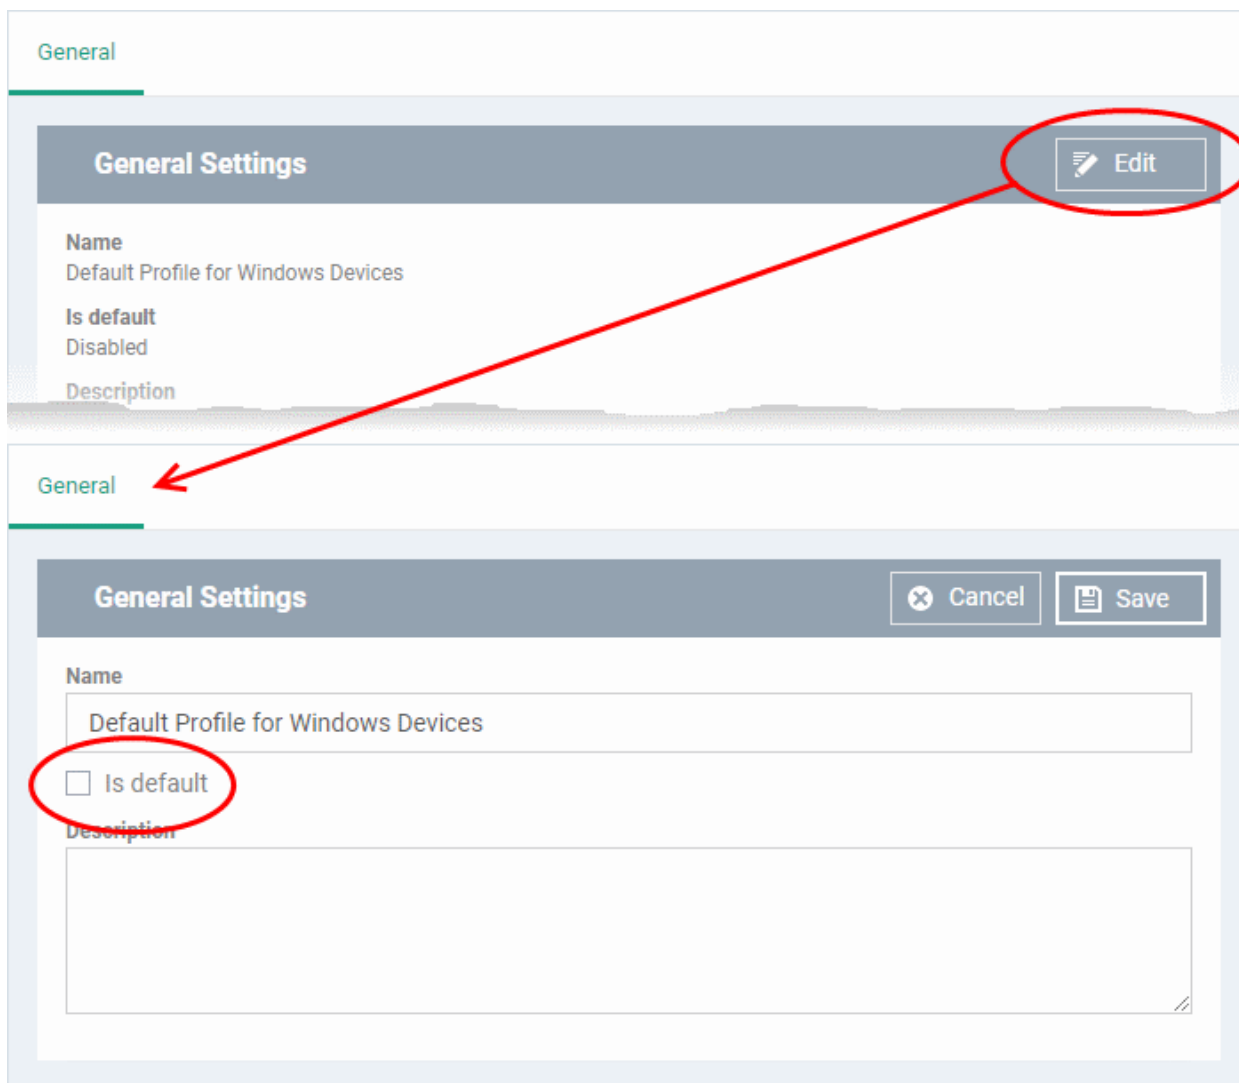 General
General Settings
Edit
Name
Default Profile for Windows Devices
Is default
Disabled
Description
General
General Settings
Cancel
Save
Name
Default Profile for Windows Devices
Is default
Description